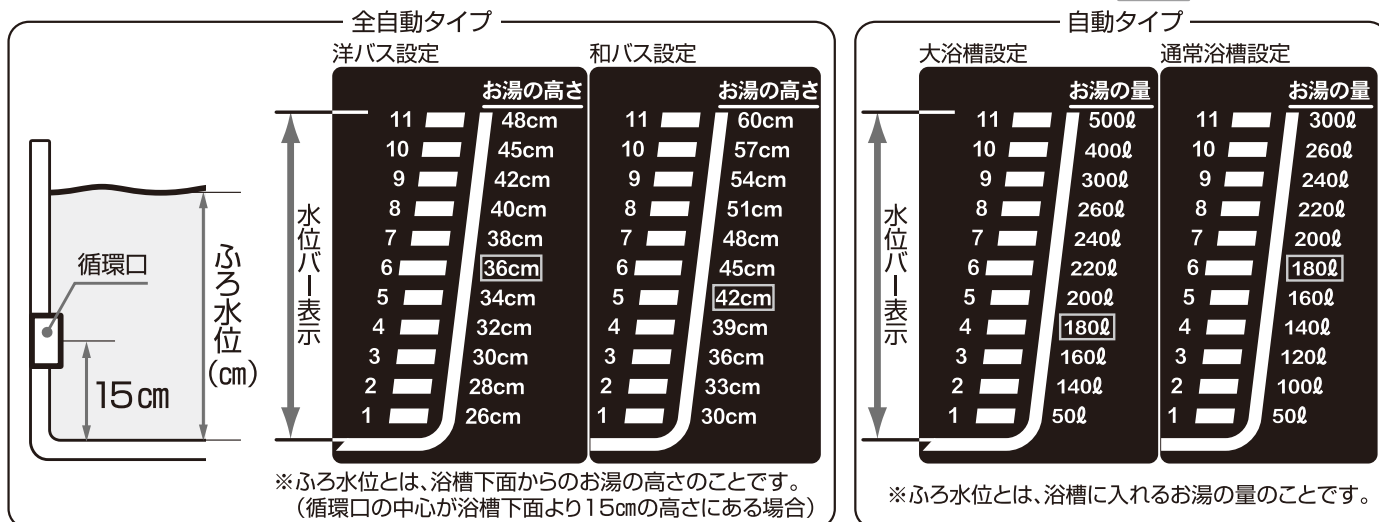 全自動タイプ
循環口
15cm
ふろ水位(cm)
水位バー表示
洋バス設定
お湯の高さ
11 48cm
10 45cm
9 42cm
8 40cm
7 38cm
6 36cm
5 34cm
4 32cm
3 30cm
2 28cm
1 26cm
和バス設定
お湯の高さ
11 60cm
10 57cm
9 54cm
8 51cm
7 48cm
6 45cm
5 42cm
4 39cm
3 36cm
2 33cm
1 30cm
※ふろ水位とは、浴槽下面からのお湯の高さのことです。
(循環口の中心が浴槽下面より15cmの高さにある場合)
自動タイプ
水位バー表示
大浴槽設定
お湯の量
11 500ℓ
10 400ℓ
9 300ℓ
8 260ℓ
7 240ℓ
6 220ℓ
5 200ℓ
4 180ℓ
3 160ℓ
2 140ℓ
1 50ℓ
通常浴槽設定
お湯の量
11 300ℓ
10 260ℓ
9 240ℓ
8 220ℓ
7 200ℓ
6 180ℓ
5 160ℓ
4 140ℓ
3 120ℓ
2 100ℓ
1 50ℓ
※ふろ水位とは、浴槽に入れるお湯の量のことです。